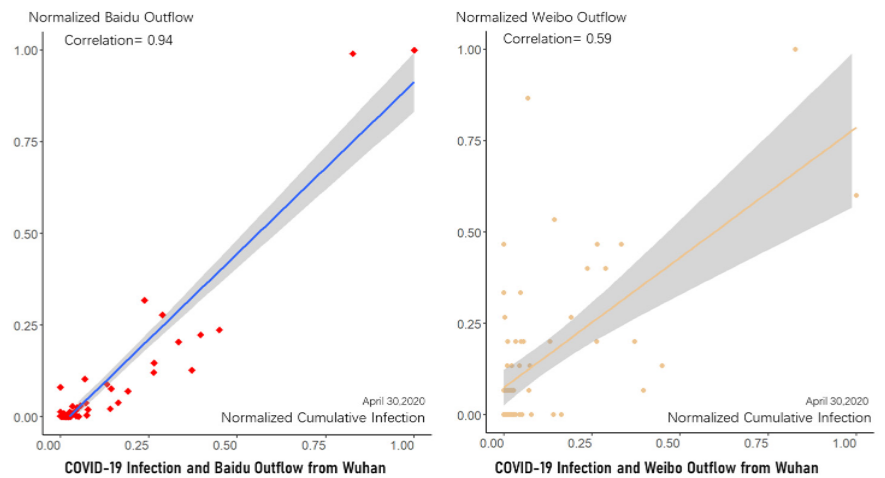 Normalized Baidu Outflow
Correlation= 0.94
1.00
0.75
0.50
0.25
0.00
April 30,2020
Normalized Cumulative Infection
0.00 0.25 0.50 0.75 1.00
COVID-19 Infection and Baidu Outflow from Wuhan
Normalized Weibo Outflow
Correlation= 0.59
1.00
0.75
0.50
0.25
0.00
April 30,2020
Normalized Cumulative Infection
0.00 0.25 0.50 0.75 1.00
COVID-19 Infection and Weibo Outflow from Wuhan